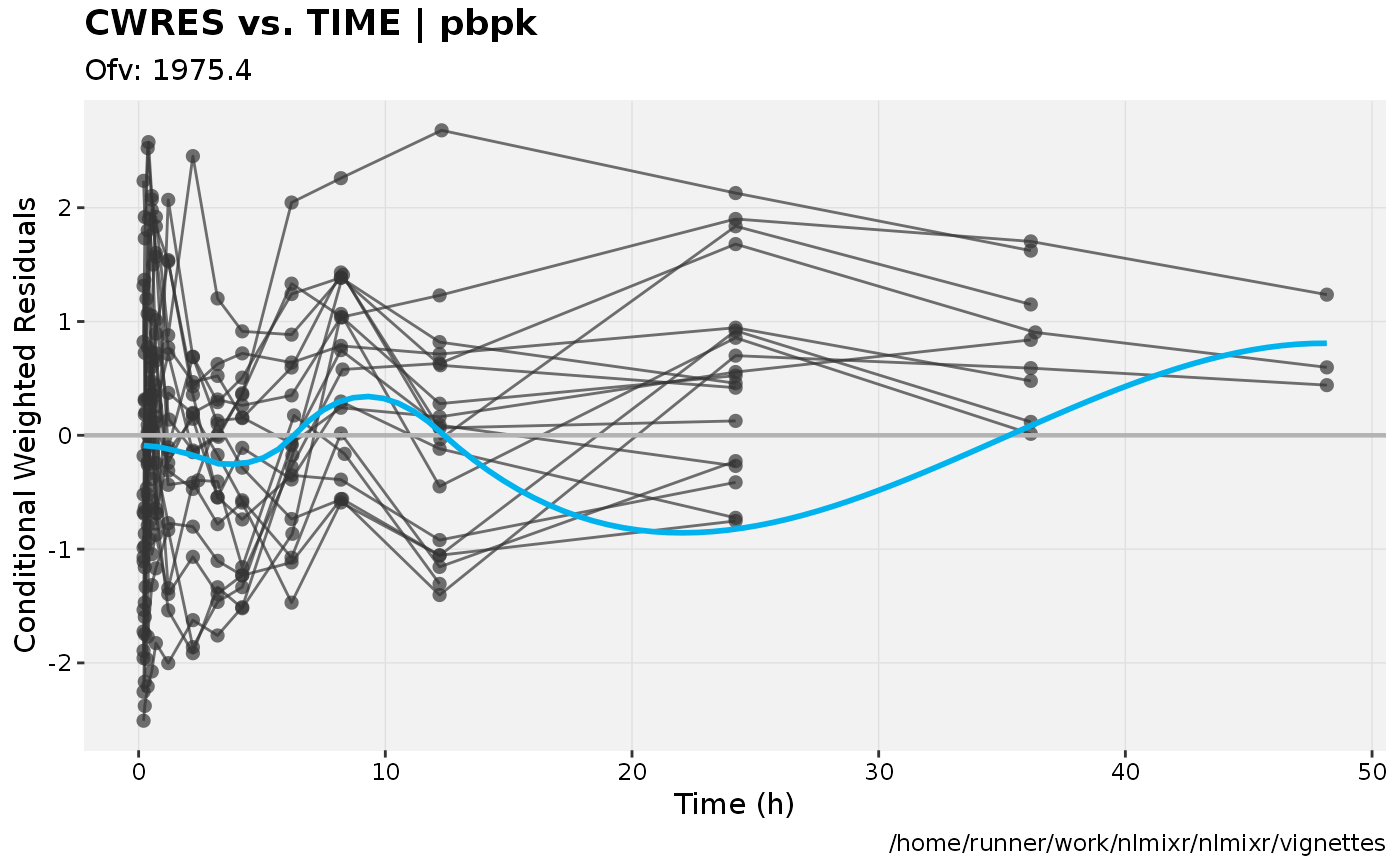 CWRES vs. TIME | pbpk
Ofv: 1975.4
Conditional Weighted Residuals
2
1
0
-1
-2
0 10 20 30 40 50
Time (h)
/home/runner/work/nlmixr/nlmixr/vignettes